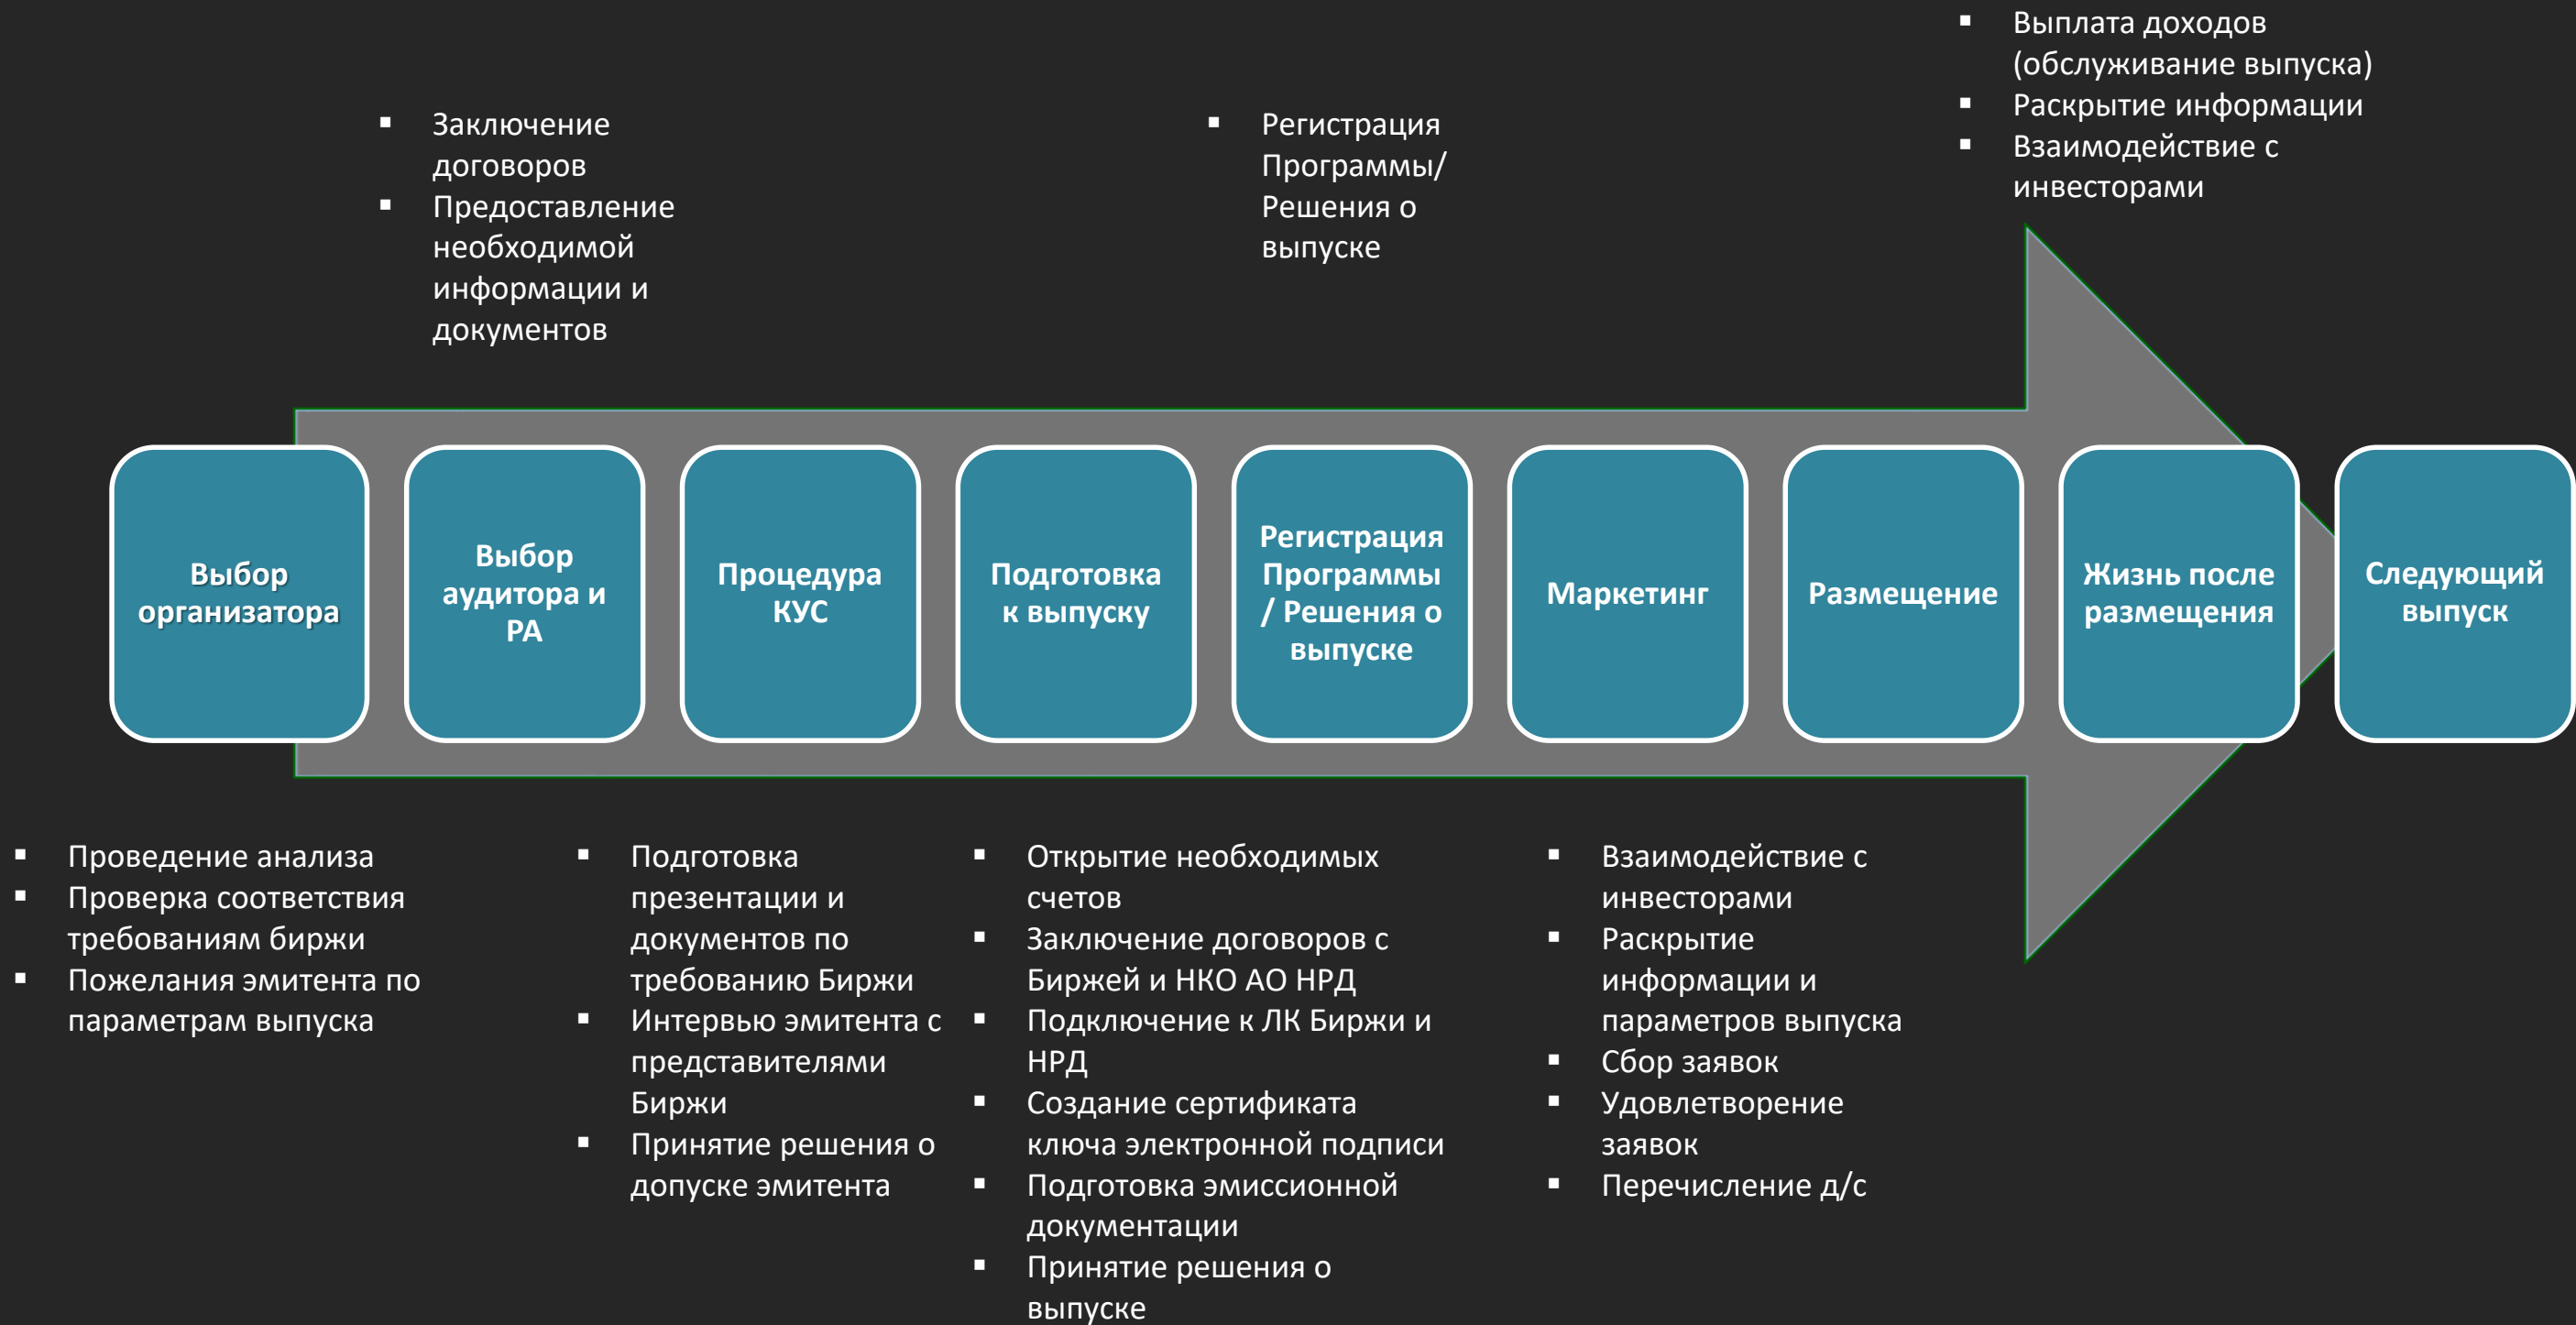 ▪ Выплата доходов
(обслуживание выпуска)
▪ Раскрытие информации
▪ Взаимодействие с
инвесторами
▪ Заключение
договоров
▪ Предоставление
необходимой
информации и
документов
▪ Регистрация
Программы/
Решения о
выпуске
Выбор
организатора
Выбор
аудитора и
РА
Процедура
КУС
Подготовка
к выпуску
Регистрация
Программы
/ Решения о
выпуске
Маркетинг
Размещение
Жизнь после
размещения
Следующий
выпуск
▪ Проведение анализа
▪ Проверка соответствия
требованиям биржи
▪ Пожелания эмитента по
параметрам выпуска
▪ Подготовка
презентации и
документов по
требованию Биржи
▪ Интервью эмитента с
представителями
Биржи
▪ Принятие решения о
допуске эмитента
▪ Открытие необходимых
счетов
▪ Заключение договоров с
Биржей и НКО АО НРД
▪ Подключение к ЛК Биржи и
НРД
▪ Создание сертификата
ключа электронной подписи
▪ Подготовка эмиссионной
документации
▪ Принятие решения о
выпуске
▪ Взаимодействие с
инвесторами
▪ Раскрытие
информации и
параметров выпуска
▪ Сбор заявок
▪ Удовлетворение
заявок
▪ Перечисление д/с